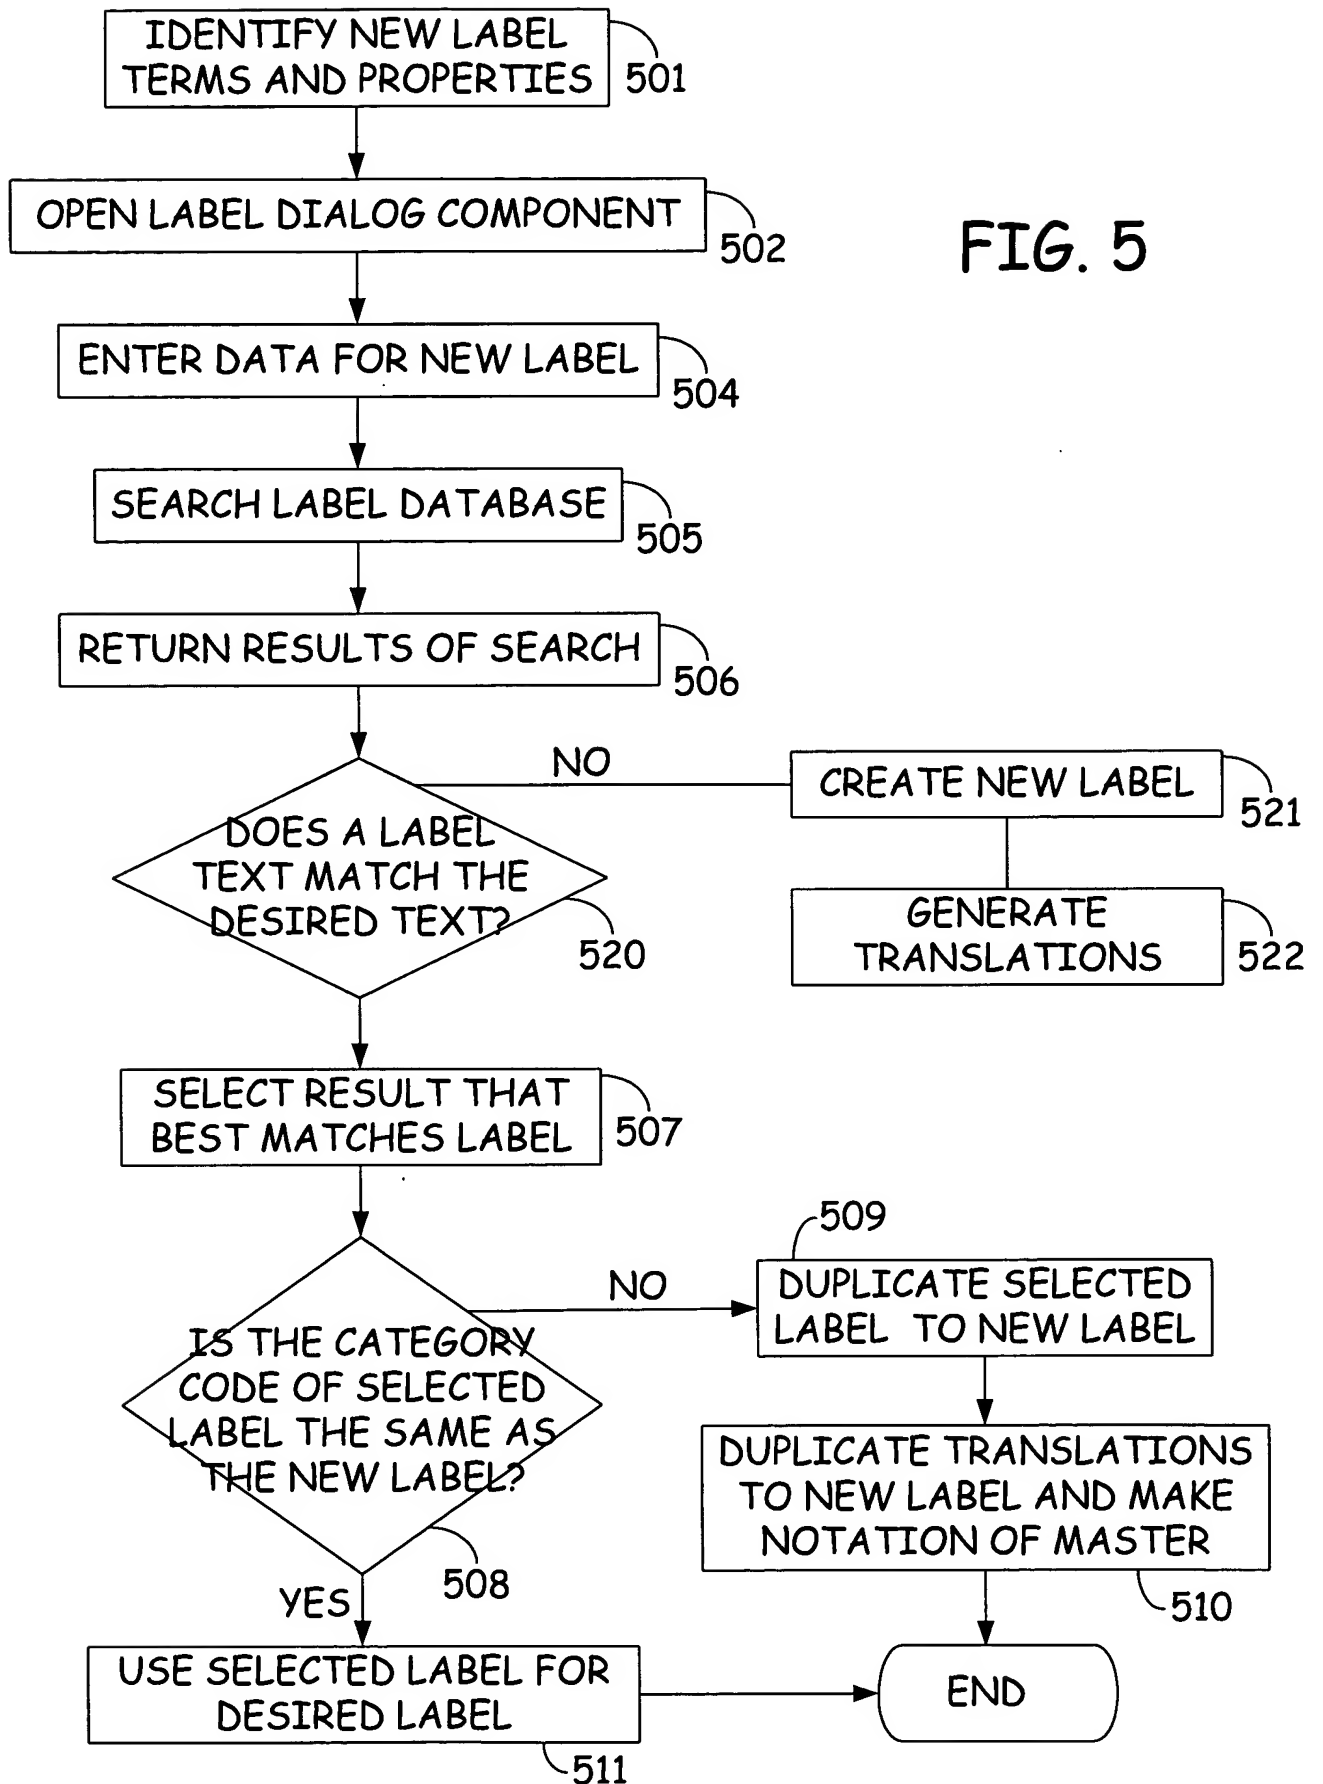 IDENTIFY NEW LABEL
TERMS AND PROPERTIES
501
OPEN LABEL DIALOG COMPONENT
502
FIG. 5
ENTER DATA FOR NEW LABEL
504
SEARCH LABEL DATABASE
505
RETURN RESULTS OF SEARCH
506
NO
CREATE NEW LABEL
521
DOES A LABEL
TEXT MATCH THE
DESIRED TEXT?
520
GENERATE
TRANSLATIONS
522
SELECT RESULT THAT
BEST MATCHES LABEL
507
509
NO
DUPLICATE SELECTED
LABEL TO NEW LABEL
IS THE CATEGORY
CODE OF SELECTED
LABEL THE SAME AS
THE NEW LABEL?
508
DUPLICATE TRANSLATIONS
TO NEW LABEL AND MAKE
NOTATION OF MASTER
510
YES
USE SELECTED LABEL FOR
DESIRED LABEL
511
END